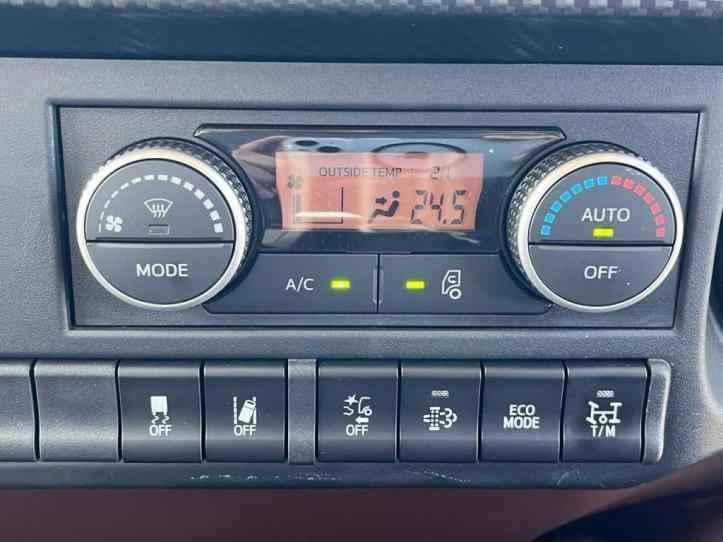 OUTSIDE TEMP
24.5
AUTO
MODE
A/C
OFF
OFF
OFF
OFF
ECO
MODE
T/M